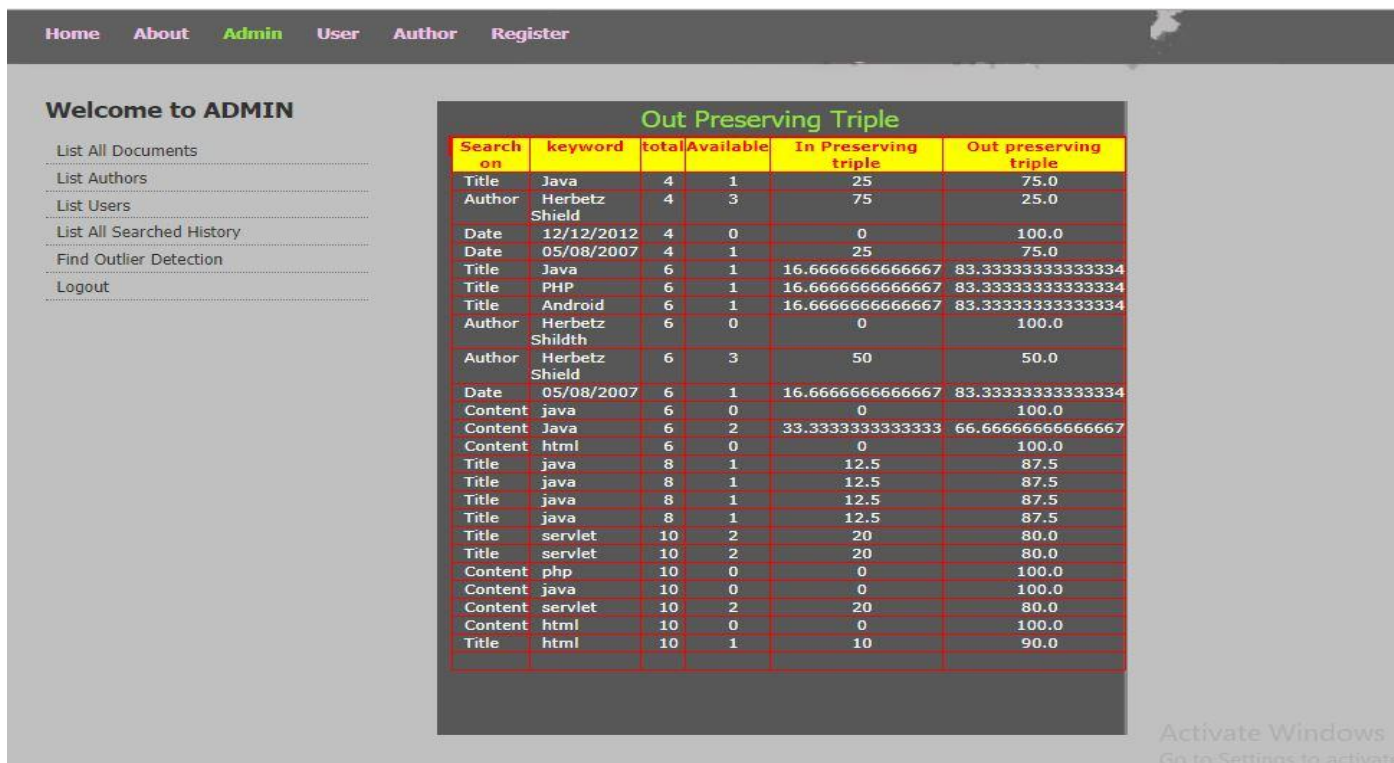 Home About Admin User Author Register
Welcome to ADMIN
List All Documents
List Authors
List Users
List All Searched History
Find Outlier Detection
Logout
Out Preserving Triple
Search on keyword total Available In Preserving triple Out preserving triple
Title Java 4 1 25 75.0
Author Herbetz Shield 4 3 75 25.0
Date 12/12/2012 4 0 0 100.0
Date 05/08/2007 4 1 25 75.0
Title Java 6 1 16.6666666666667 83.33333333333334
Title PHP 6 1 16.6666666666667 83.33333333333334
Title Android 6 1 16.6666666666667 83.33333333333334
Author Herbetz Shildth 6 0 0 100.0
Author Herbetz Shield 6 3 50 50.0
Date 05/08/2007 6 1 16.6666666666667 83.33333333333334
Content java 6 0 0 100.0
Content Java 6 2 33.3333333333333 66.66666666666667
Content html 6 0 0 100.0
Title java 8 1 12.5 87.5
Title java 8 1 12.5 87.5
Title java 8 1 12.5 87.5
Title java 8 1 12.5 87.5
Title servlet 10 2 20 80.0
Title servlet 10 2 20 80.0
Content php 10 0 0 100.0
Content java 10 0 0 100.0
Content servlet 10 2 20 80.0
Content html 10 0 0 100.0
Title html 10 1 10 90.0
Activate Windows
Go to Settings to activate